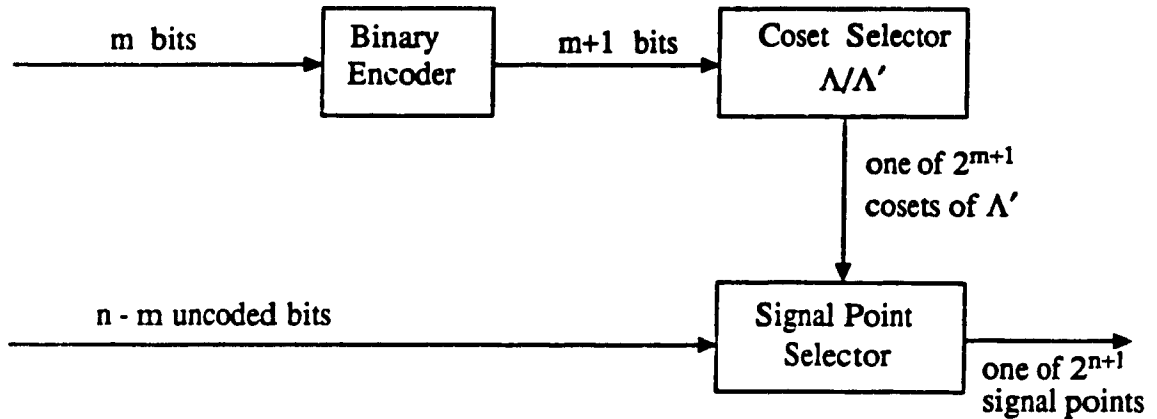 m bits
Binary
Encoder
m+1 bits
Coset Selector
Λ/Λ′
one of 2^{m+1}
cosets of Λ′
n - m uncoded bits
Signal Point
Selector
one of 2^{n+1}
signal points